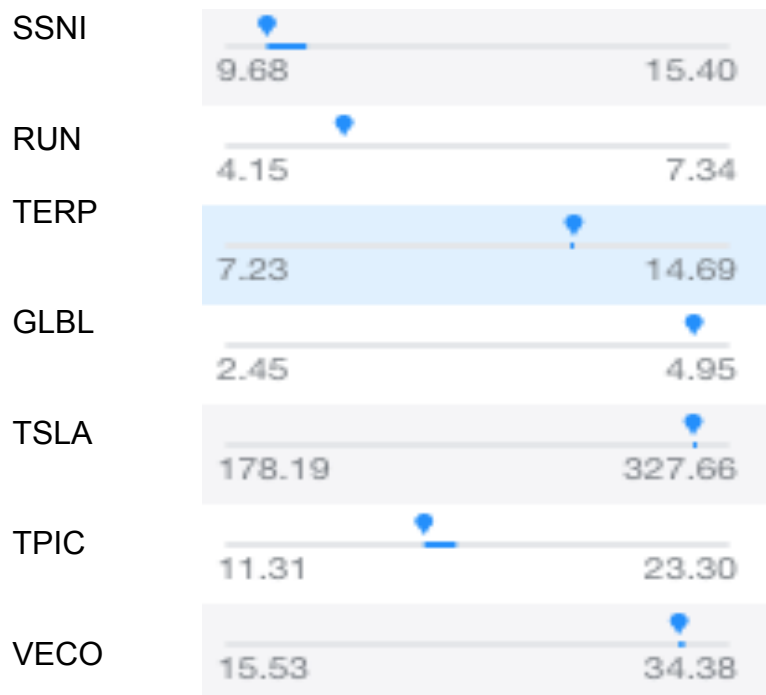 SSNI
9.68 15.40
RUN
4.15 7.34
TERP
7.23 14.69
GLBL
2.45 4.95
TSLA
178.19 327.66
TPIC
11.31 23.30
VECO
15.53 34.38